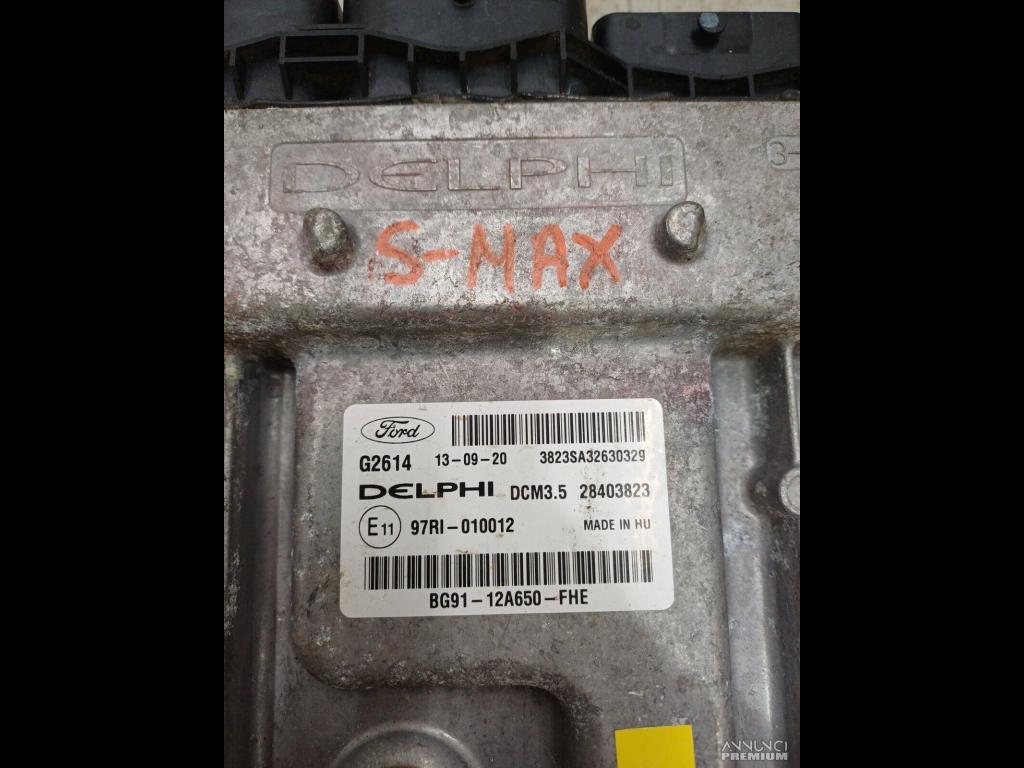 DELPHI
3-
S-MAX
Ford
G2614 13-09-20 3823SA32630329
DELPHI DCM3.5 28403823
E11 97RI-010012 MADE IN HU
BG91-12A650-FHE
ANNUNCI
PREMIUM